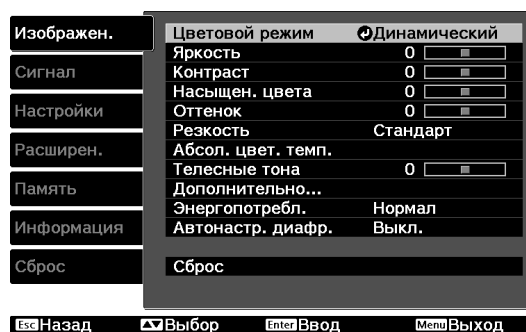 Изображен.
Сигнал
Настройки
Расширен.
Память
Информация
Сброс
Цветовой режим Динамический
Яркость 0
Контраст 0
Насыщен. цвета 0
Оттенок 0
Резкость Стандарт
Абсол. цвет. темп.
Телесные тона 0
Дополнительно...
Энергопотребл. Нормал
Автонастр. диафр. Выкл.
Сброс
Esc Назад Выбор Enter Ввод Menu Выход